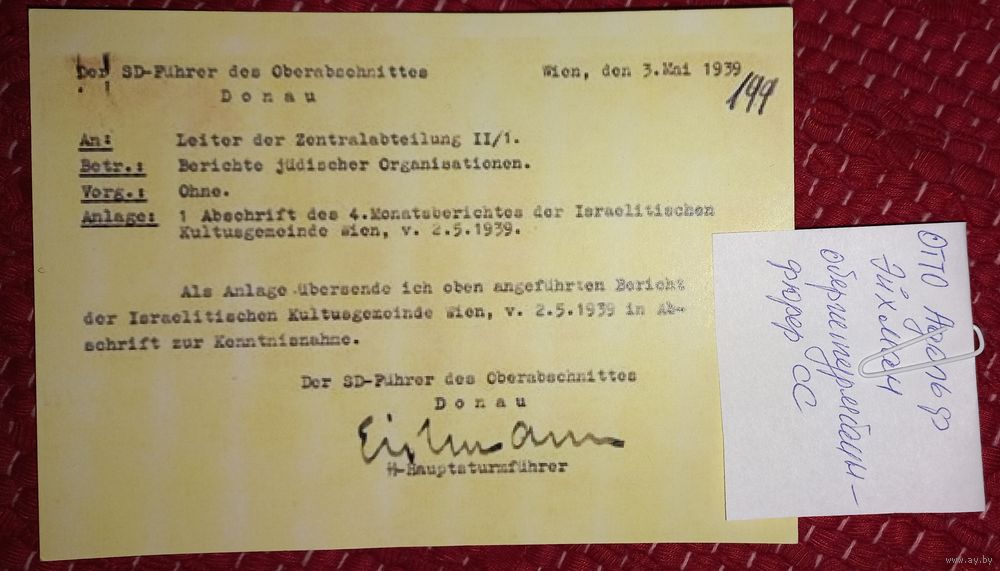 Der SD-Führer des Oberabschnittes
Donau
Wien, den 3.Mai 1939
199
An: Leiter der Zentralabteilung II/1.
Betr.: Berichte jüdischer Organisationen.
Vorg.: Ohne.
Anlage: 1 Abschrift des 4.Monatsberichtes der Israelitischen
Kultusgemeinde Wien, v. 2.5.1939.
Als Anlage übersende ich oben angeführten Bericht
der Israelitischen Kultusgemeinde Wien, v. 2.5.1939 in Ab-
schrift zur Kenntnisnahme.
Der SD-Führer des Oberabschnittes
Donau
Eichmann
SS-Hauptsturmführer
Отто Адольф
Эйхман
оберштурмбанн-
фюрер СС
www.ay.by